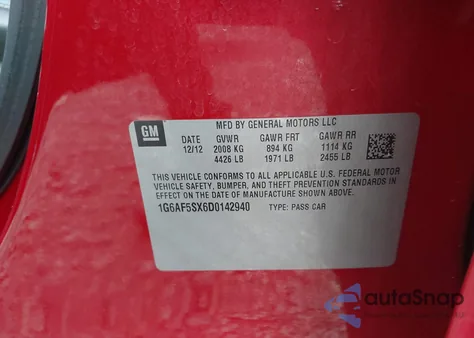 GM
MFD BY GENERAL MOTORS LLC
DATE GVWR GAWR FRT GAWR RR
12/12 2008 KG 894 KG 1114 KG
4426 LB 1971 LB 2455 LB
THIS VEHICLE CONFORMS TO ALL APPLICABLE U.S. FEDERAL MOTOR
VEHICLE SAFETY, BUMPER, AND THEFT PREVENTION STANDARDS IN
EFFECT ON THE DATE OF MANUFACTURE SHOWN ABOVE.
1G6AF5SX6D0142940 TYPE: PASS CAR
autoSnap